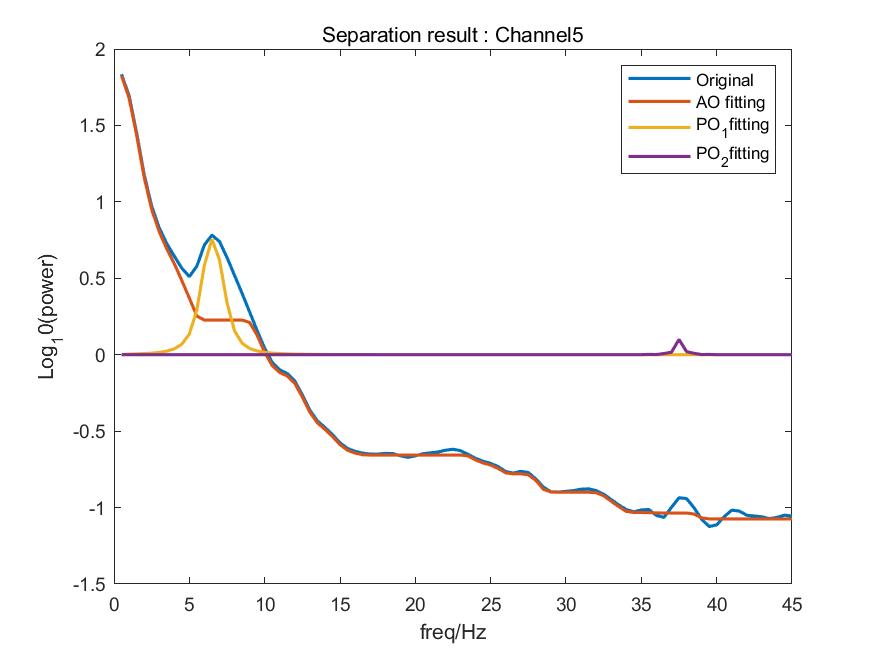 Separation result : Channel5
Original
AO fitting
PO1fitting
PO2fitting
Log10(power)
2
1.5
1
0.5
0
-0.5
-1
-1.5
0 5 10 15 20 25 30 35 40 45
freq/Hz